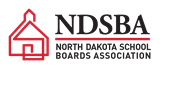 NDSBA
NORTH DAKOTA SCHOOL
BOARDS ASSOCIATION